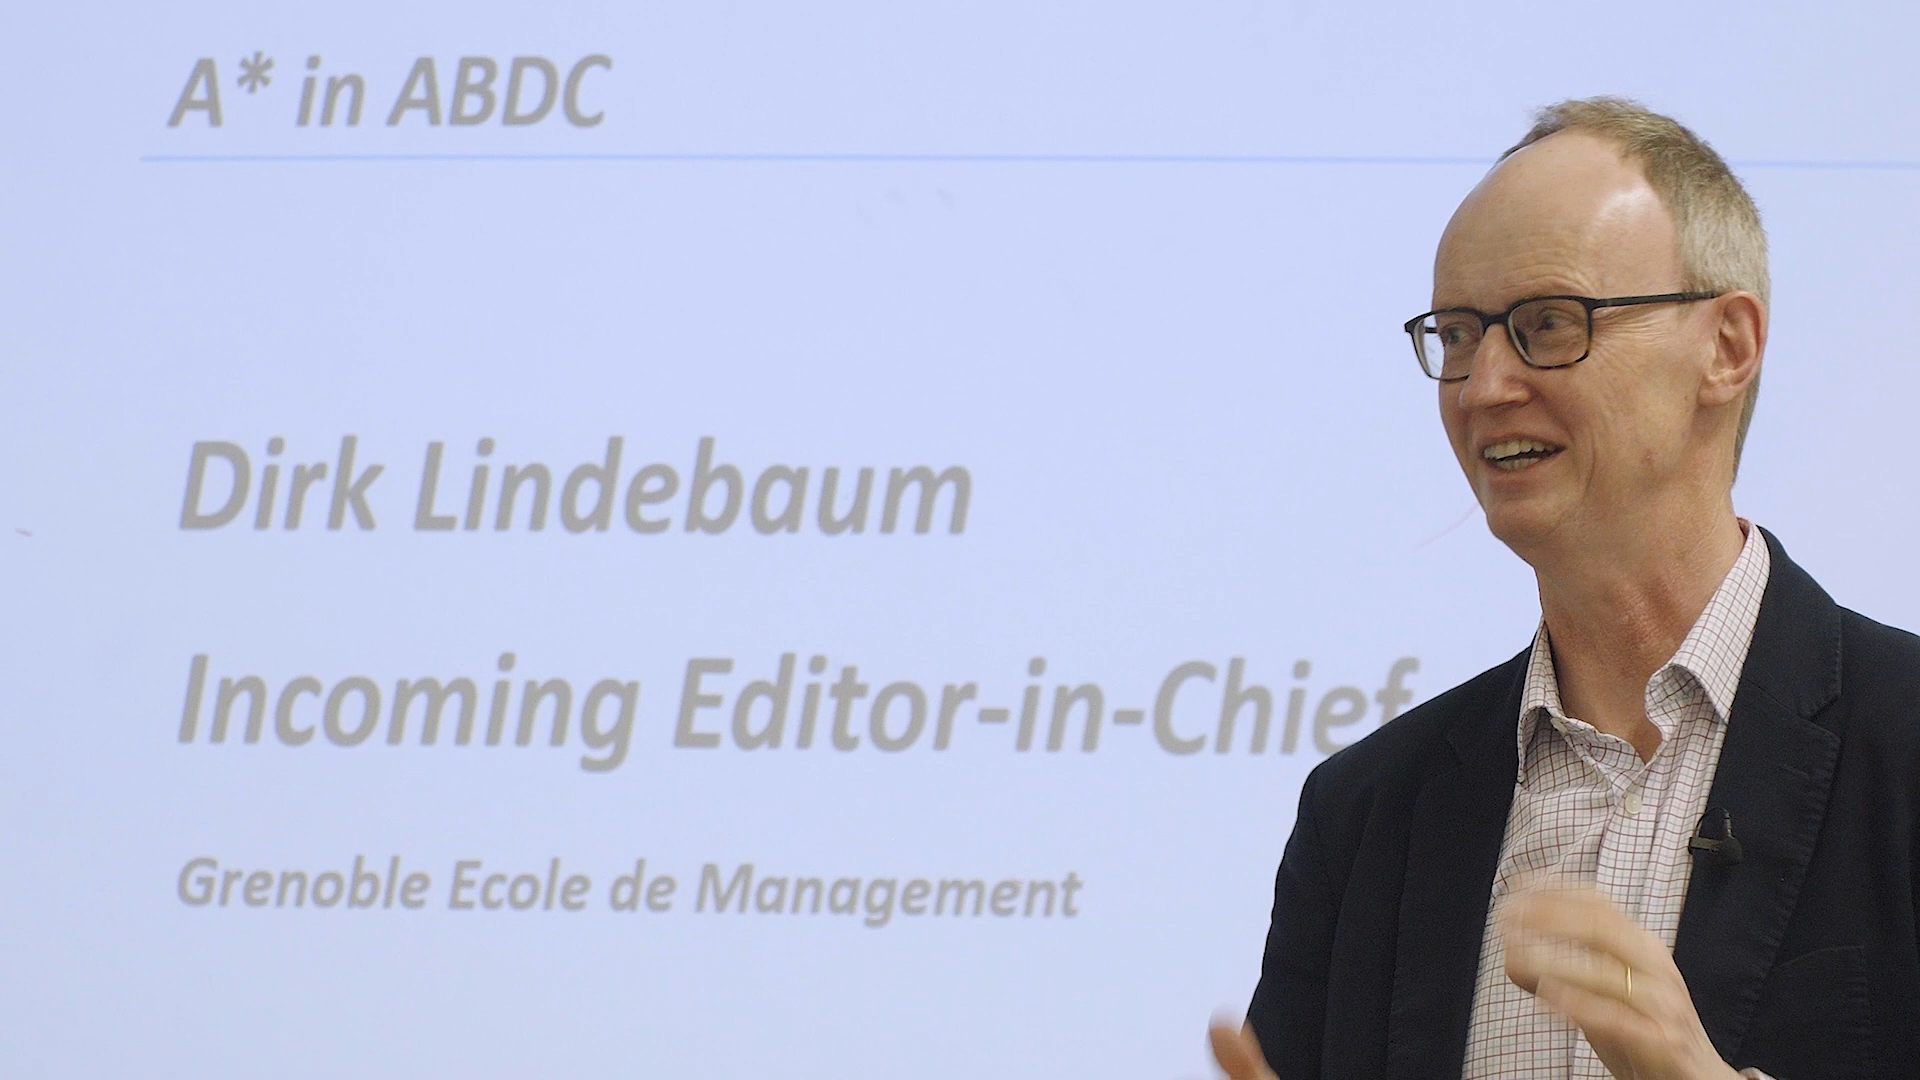 A* in ABDC
Dirk Lindebaum
Incoming Editor-in-Chief
Grenoble Ecole de Management